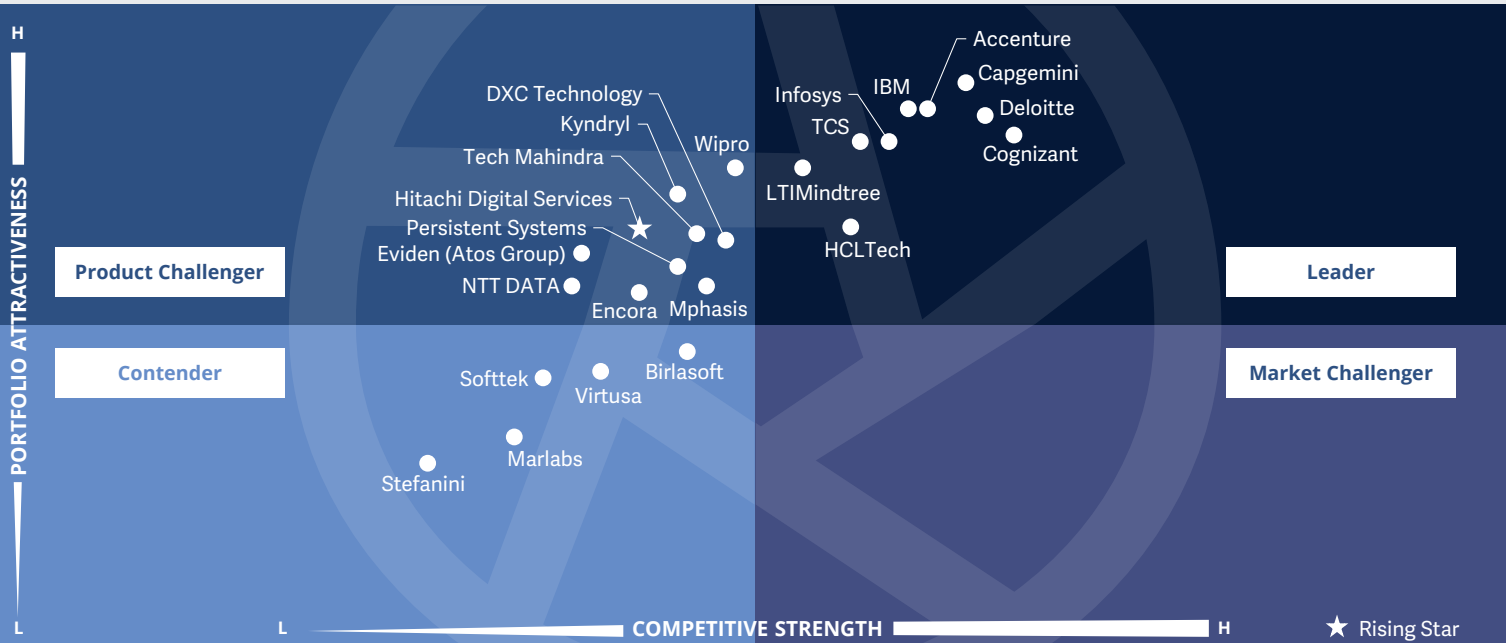 H
Accenture
Capgemini
IBM
DXC Technology
Infosys
Deloitte
Kyndryl
TCS
Wipro
Cognizant
Tech Mahindra
LTIMindtree
Hitachi Digital Services
Persistent Systems
HCLTech
Eviden (Atos Group)
Product Challenger
Leader
NTT DATA
Encora
Mphasis
PORTFOLIO ATTRACTIVENESS
Contender
Market Challenger
Birlasoft
Softtek
Virtusa
Marlabs
Stefanini
L
L
COMPETITIVE STRENGTH
H
Rising Star